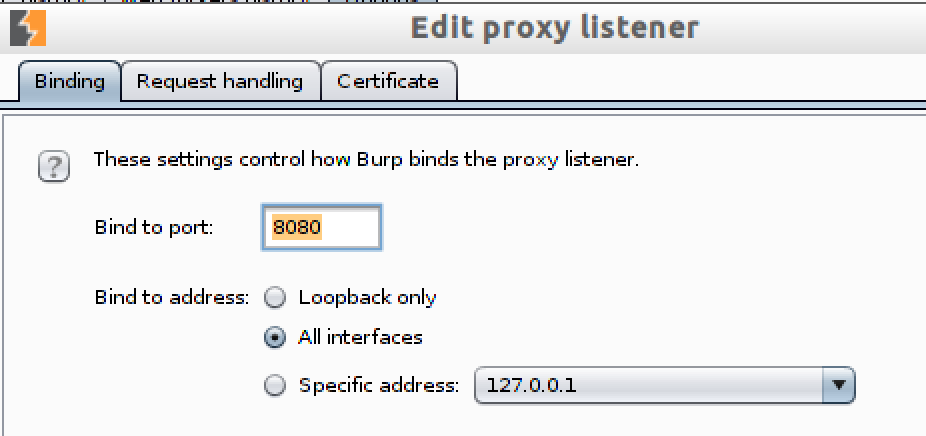 Edit proxy listener
Binding Request handling Certificate
? These settings control how Burp binds the proxy listener.
Bind to port: 8080
Bind to address: Loopback only
All interfaces
Specific address: 127.0.0.1